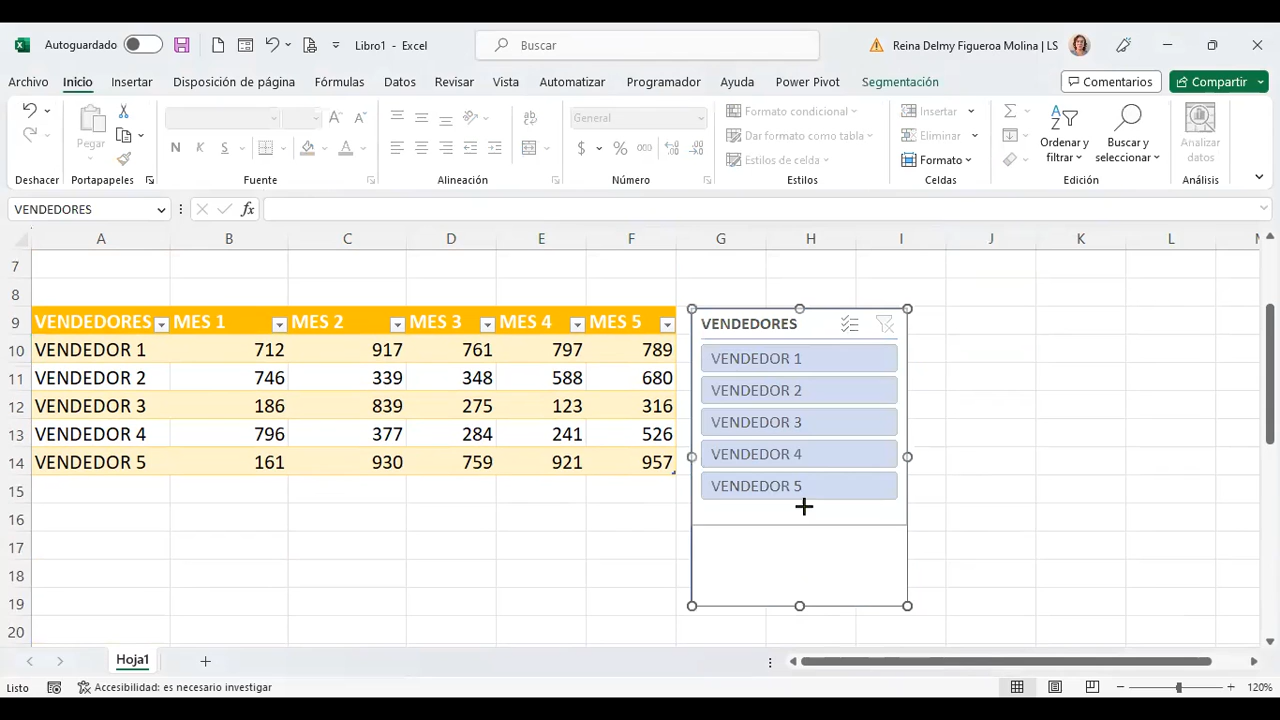 Autoguardado
Libro1 - Excel
Buscar
Reina Delmy Figueroa Molina | LS
Archivo Inicio Insertar Disposición de página Fórmulas Datos Revisar Vista Automatizar Programador Ayuda Power Pivot Segmentación Comentarios Compartir
Pegar
N K S A A A
General
$ % 000
Formato condicional
Dar formato como tabla
Estilos de celda
Insertar
Eliminar
Formato
Ordenar y filtrar
Buscar y seleccionar
Analizar datos
Deshacer Portapapeles Fuente Alineación Número Estilos Celdas Edición Análisis
VENDEDORES fx
A B C D E F G H I J K L M
7
8
9 VENDEDORES MES 1 MES 2 MES 3 MES 4 MES 5
10 VENDEDOR 1 712 917 761 797 789
11 VENDEDOR 2 746 339 348 588 680
12 VENDEDOR 3 186 839 275 123 316
13 VENDEDOR 4 796 377 284 241 526
14 VENDEDOR 5 161 930 759 921 957
15
16
17
18
19
20
VENDEDORES
VENDEDOR 1
VENDEDOR 2
VENDEDOR 3
VENDEDOR 4
VENDEDOR 5
Hoja1
Listo
Accesibilidad: es necesario investigar
120%